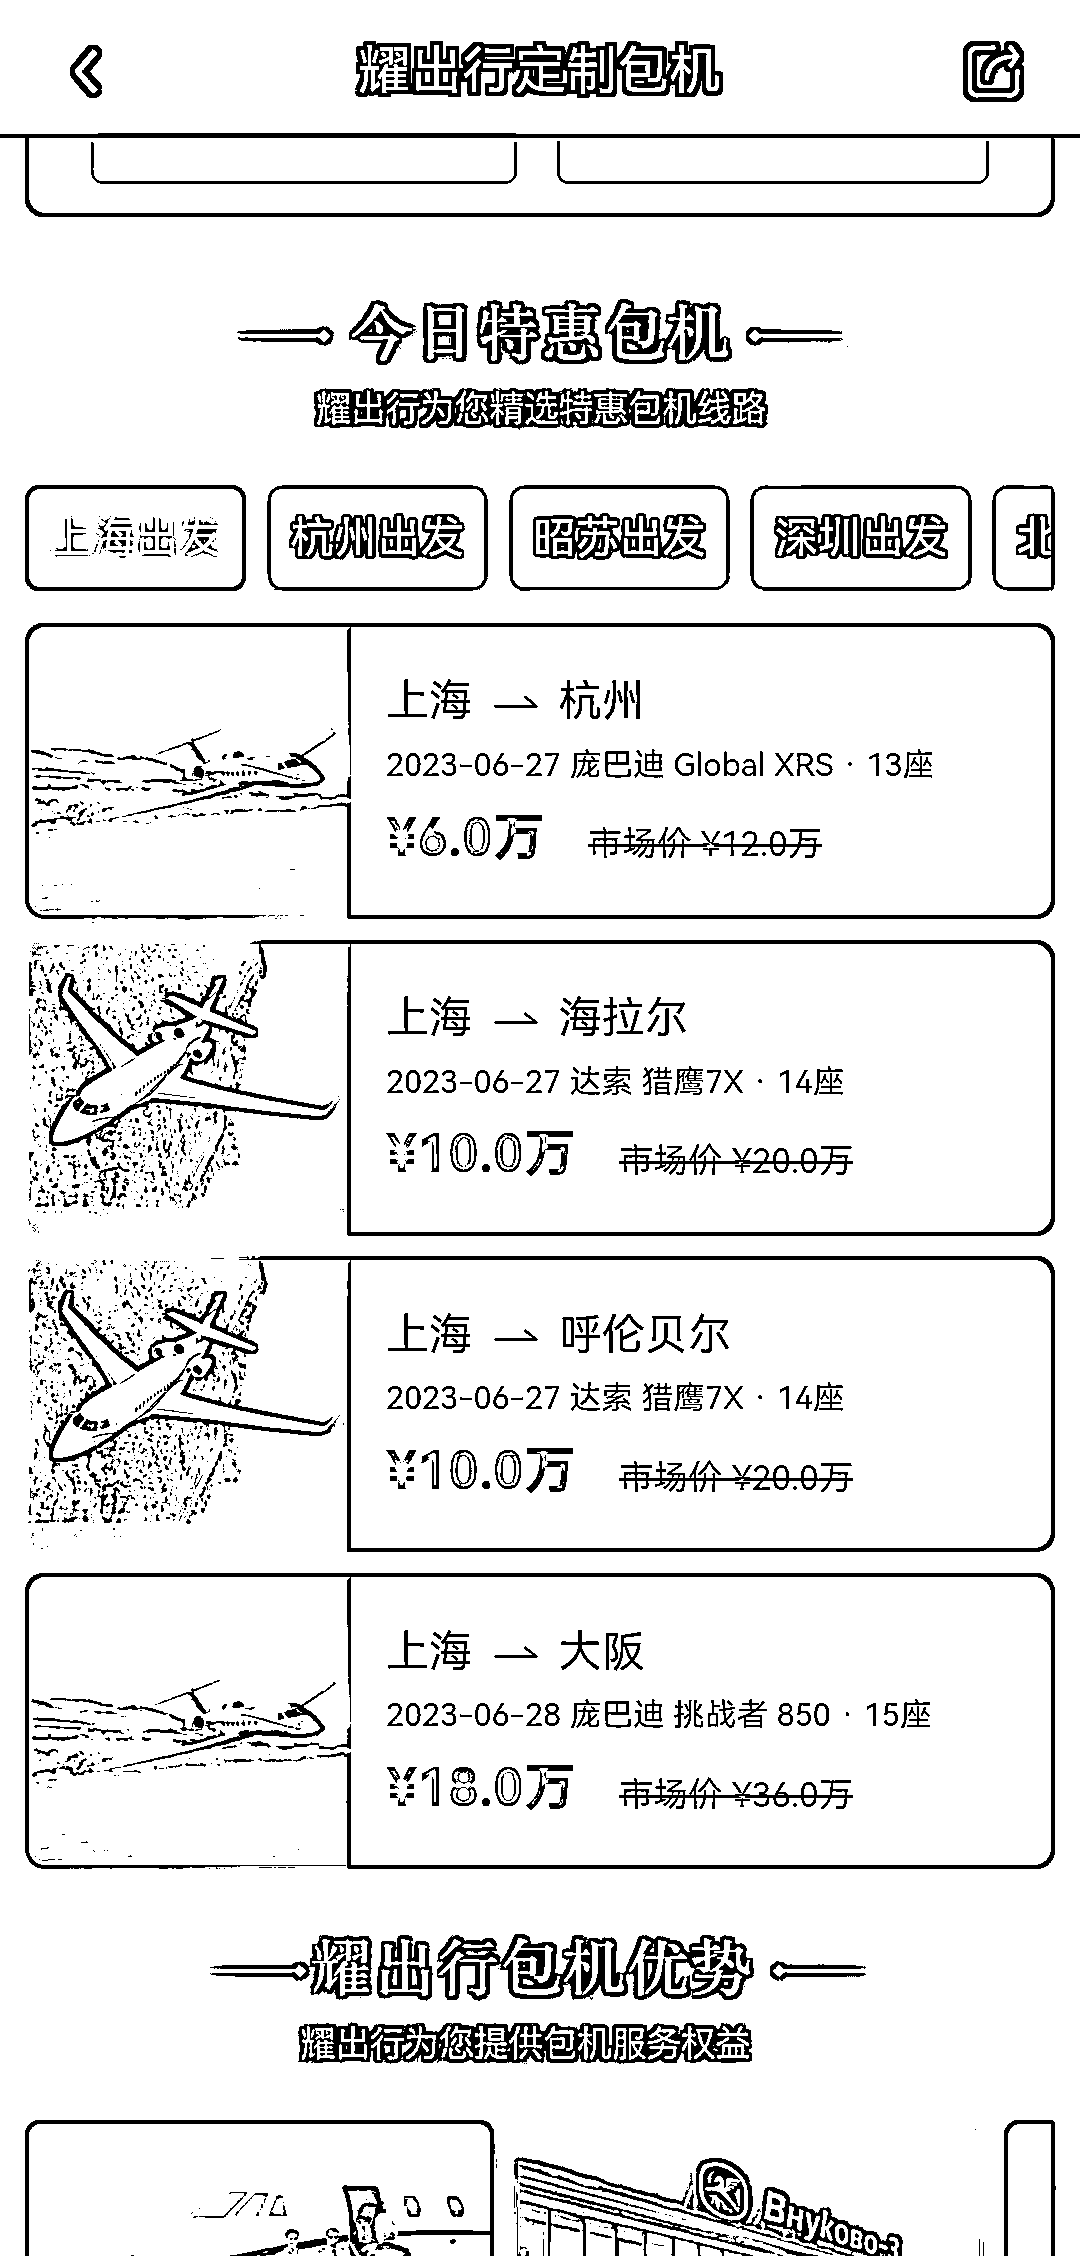 耀出行定制包机
今日特惠包机
耀出行为您精选特惠包机线路
上海出发 杭州出发 昭苏出发 深圳出发 北
上海 → 杭州
2023-06-27 庞巴迪 Global XRS · 13座
¥6.0万 市场价 ¥12.0万
上海 → 海拉尔
2023-06-27 达索 猎鹰7X · 14座
¥10.0万 市场价 ¥20.0万
上海 → 呼伦贝尔
2023-06-27 达索 猎鹰7X · 14座
¥10.0万 市场价 ¥20.0万
上海 → 大阪
2023-06-28 庞巴迪 挑战者 850 · 15座
¥18.0万 市场价 ¥36.0万
耀出行包机优势
耀出行为您提供包机服务权益
Внуково-3